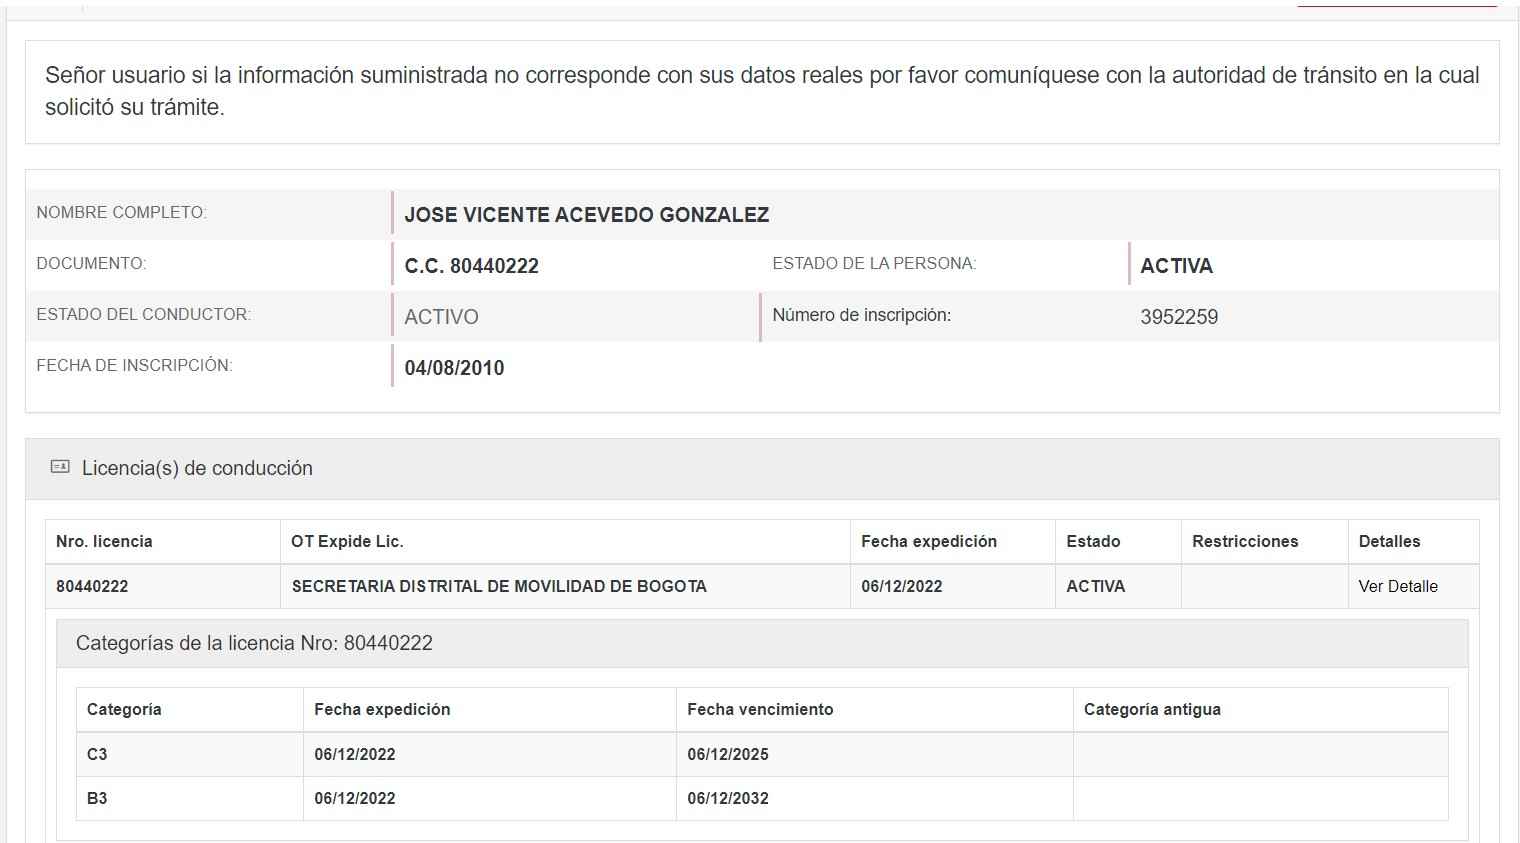 Señor usuario si la información suministrada no corresponde con sus datos reales por favor comuníquese con la autoridad de tránsito en la cual
solicitó su trámite.
NOMBRE COMPLETO: JOSE VICENTE ACEVEDO GONZALEZ
DOCUMENTO: C.C. 80440222 ESTADO DE LA PERSONA: ACTIVA
ESTADO DEL CONDUCTOR: ACTIVO Número de inscripción: 3952259
FECHA DE INSCRIPCIÓN: 04/08/2010
Licencia(s) de conducción
Nro. licencia OT Expide Lic. Fecha expedición Estado Restricciones Detalles
80440222 SECRETARIA DISTRITAL DE MOVILIDAD DE BOGOTA 06/12/2022 ACTIVA Ver Detalle
Categorías de la licencia Nro: 80440222
Categoría Fecha expedición Fecha vencimiento Categoría antigua
C3 06/12/2022 06/12/2025
B3 06/12/2022 06/12/2032